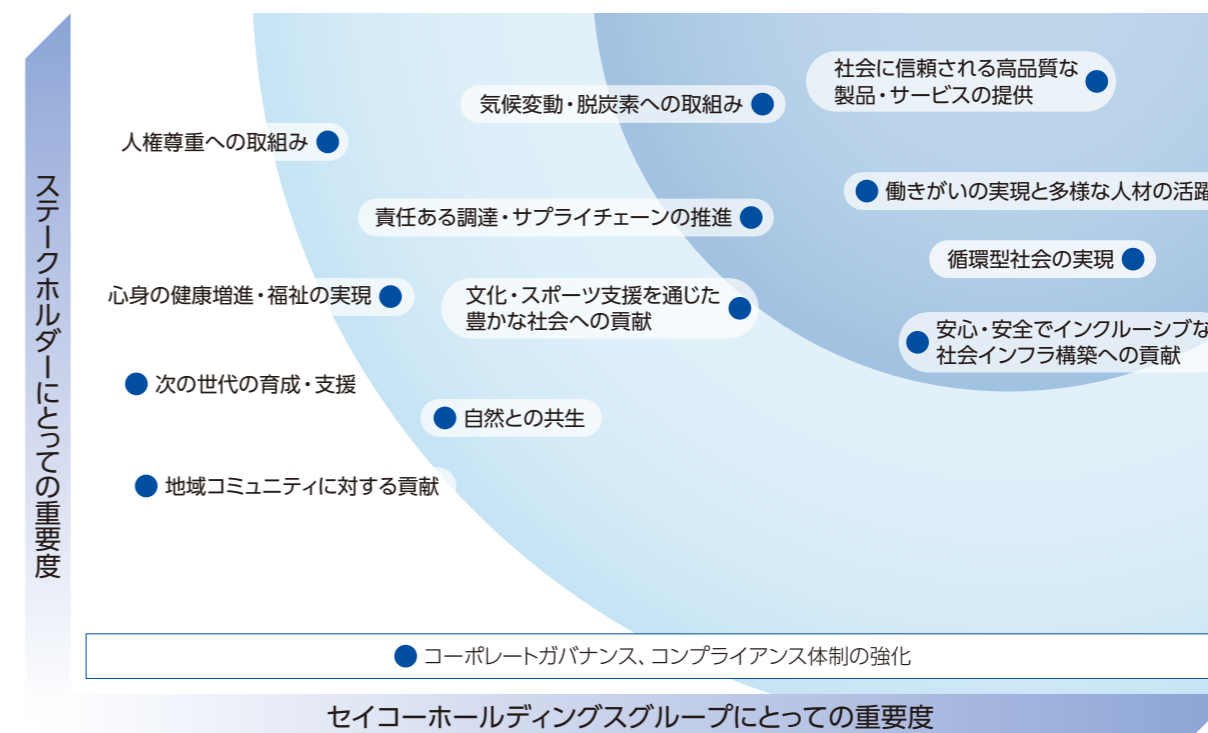 ステークホルダーにとっての重要度
社会に信頼される高品質な
製品・サービスの提供
気候変動・脱炭素への取組み
人権尊重への取組み
働きがいの実現と多様な人材の活躍
責任ある調達・サプライチェーンの推進
循環型社会の実現
心身の健康増進・福祉の実現
文化・スポーツ支援を通じた
豊かな社会への貢献
安心・安全でインクルーシブな
社会インフラ構築への貢献
次の世代の育成・支援
自然との共生
地域コミュニティに対する貢献
コーポレートガバナンス、コンプライアンス体制の強化
セイコーホールディングスグループにとっての重要度